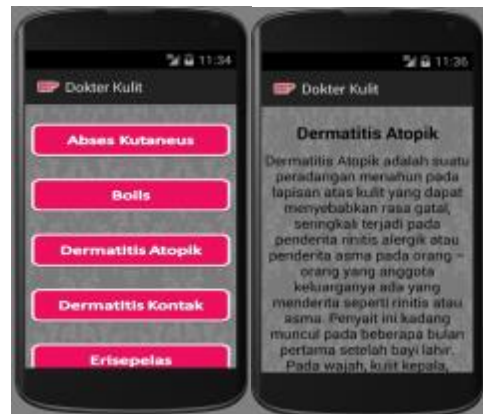 11:34
Dokter Kulit
Abses Kutaneus
Boils
Dermatitis Atopik
Dermatitis Kontak
Erisepelas
11:36
Dokter Kulit
Dermatitis Atopik
Dermatitis Atopik adalah suatu
peradangan menahun pada
lapisan atas kulit yang dapat
menyebabkan rasa gatal,
seringkali terjadi pada
penderita rinitis alergik atau
penderita asma pada orang –
orang yang anggota
keluarganya ada yang
menderita seperti rinitis atau
asma. Penyait ini kadang
muncul pada beberapa bulan
pertama setelah bayi lahir.
Pada wajah, kulit kepala,